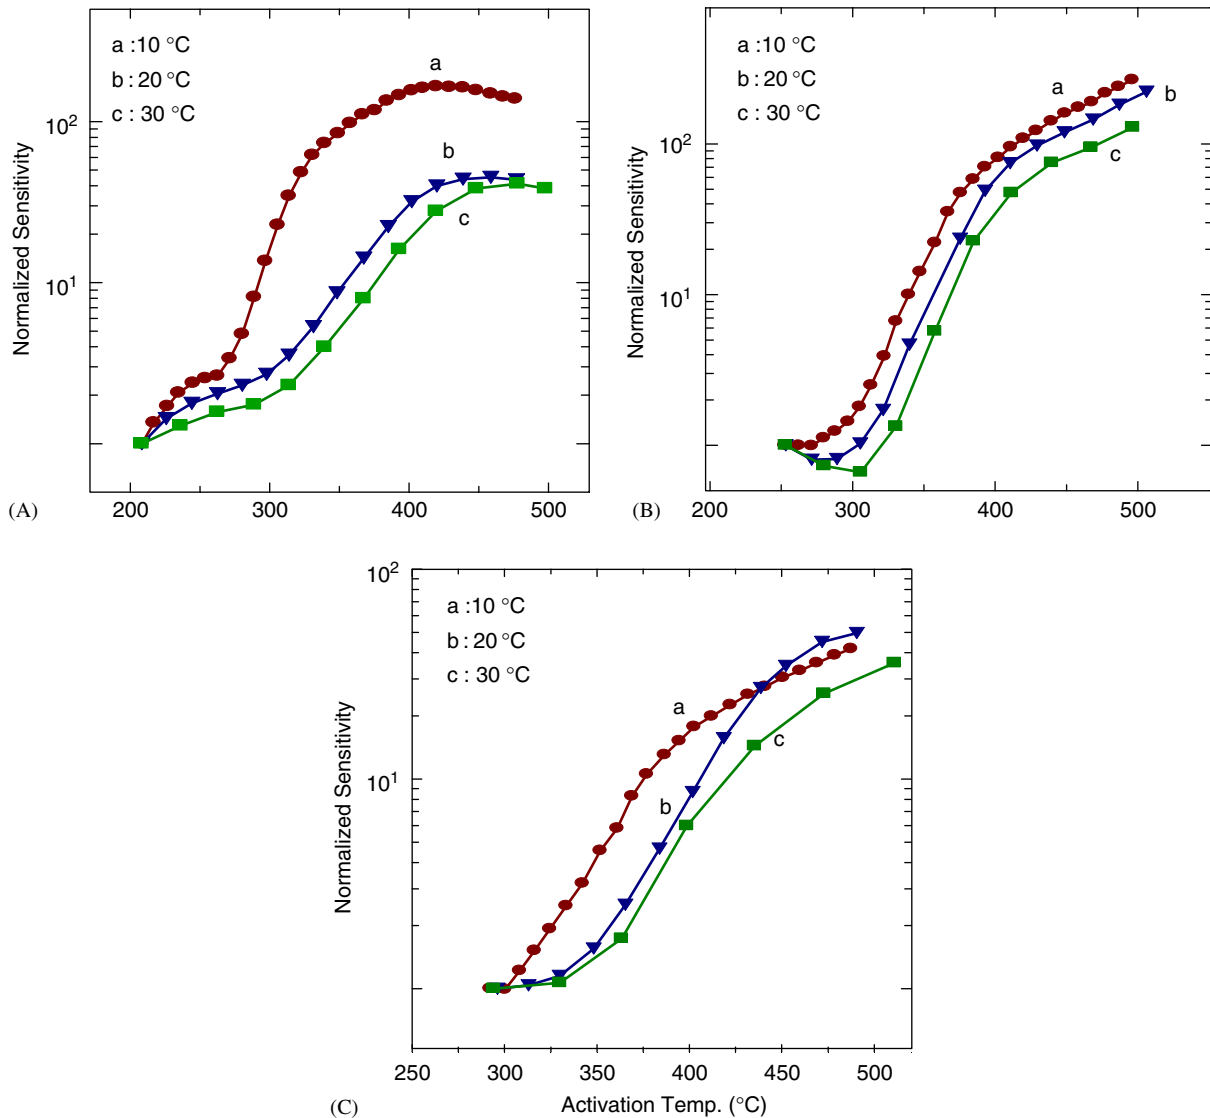 a :10 °C
b : 20 °C
c : 30 °C
a
b
c
10²
10¹
Normalized Sensitivity
200 300 400 500
(A)
a :10 °C
b : 20 °C
c : 30 °C
a
b
c
10²
10¹
Normalized Sensitivity
200 300 400 500
(B)
10²
a :10 °C
b : 20 °C
c : 30 °C
a
c
b
10¹
Normalized Sensitivity
250 300 350 400 450 500
(C)
Activation Temp. (°C)